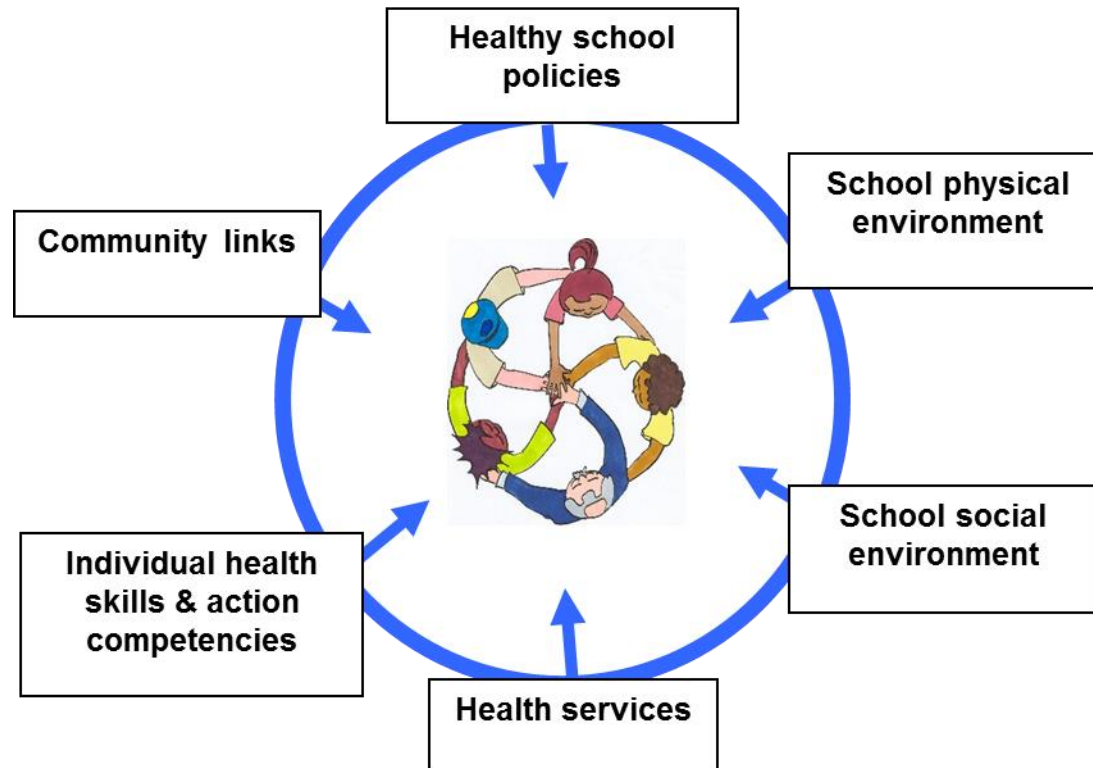 Healthy school
policies
School physical
environment
Community links
School social
environment
Individual health
skills & action
competencies
Health services